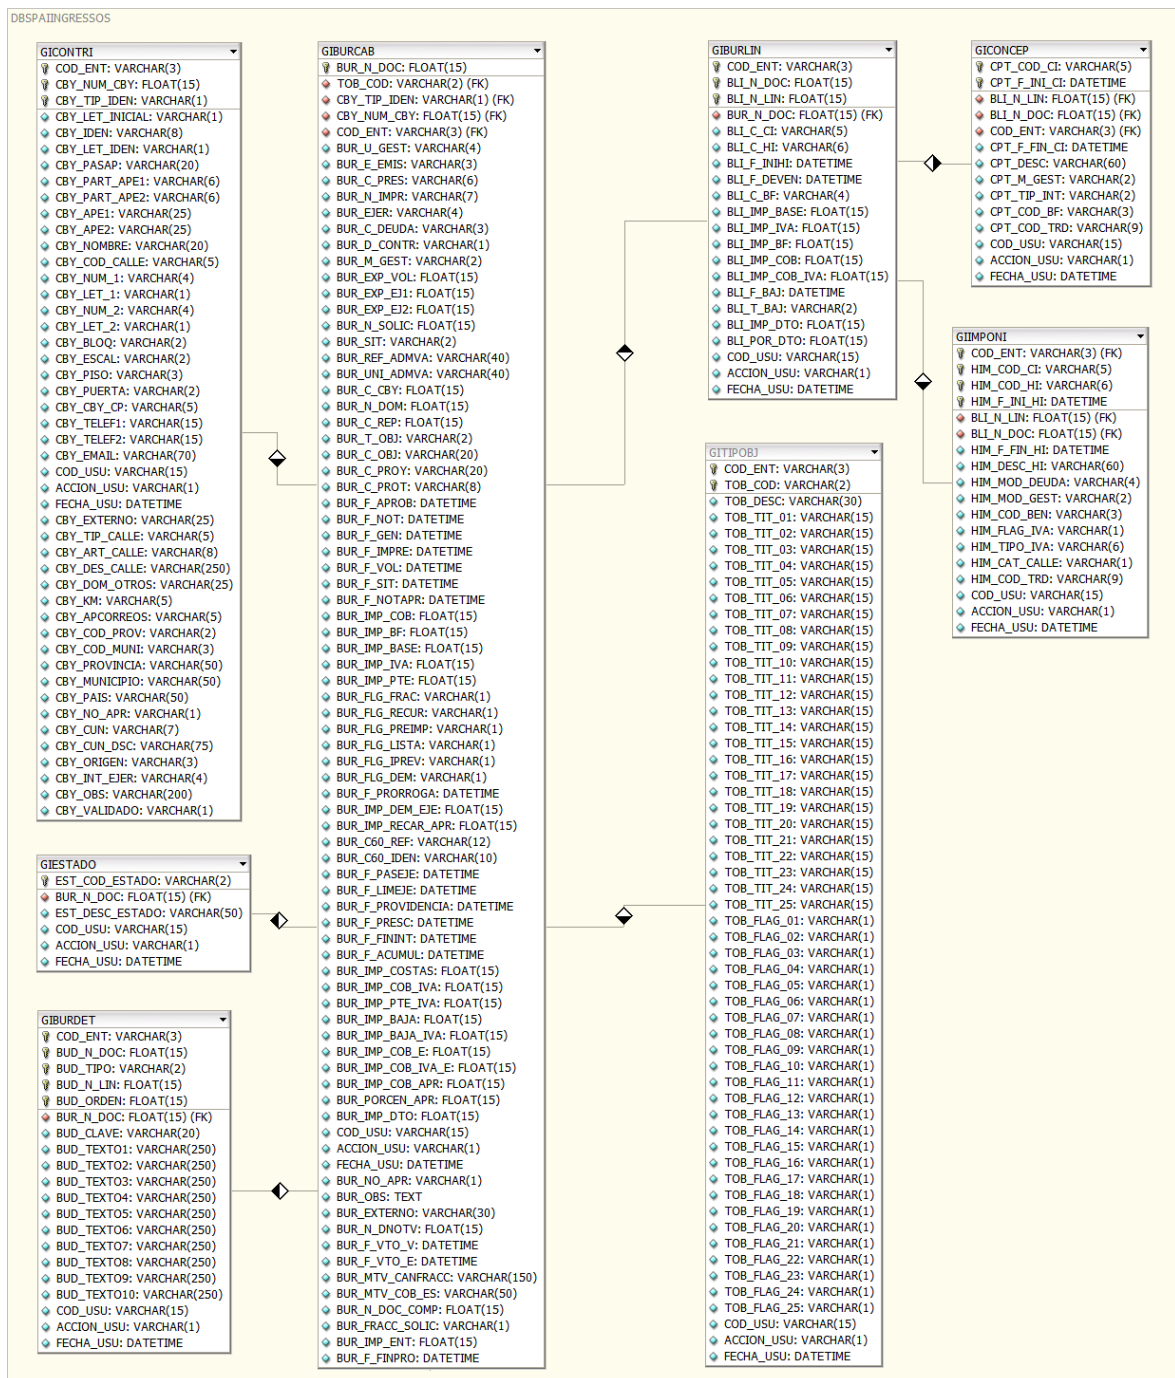 DBSPAIINGRESSOS
GICONTRI
COD_ENT: VARCHAR(3)
CBY_NUM_CBY: FLOAT(15)
CBY_TIP_IDEN: VARCHAR(1)
CBY_LET_INICIAL: VARCHAR(1)
CBY_IDEN: VARCHAR(8)
CBY_LET_IDEN: VARCHAR(1)
CBY_PASAP: VARCHAR(20)
CBY_PART_APE1: VARCHAR(6)
CBY_PART_APE2: VARCHAR(6)
CBY_APE1: VARCHAR(25)
CBY_APE2: VARCHAR(25)
CBY_NOMBRE: VARCHAR(20)
CBY_COD_CALLE: VARCHAR(5)
CBY_NUM_1: VARCHAR(4)
CBY_LET_1: VARCHAR(1)
CBY_NUM_2: VARCHAR(4)
CBY_LET_2: VARCHAR(1)
CBY_BLOQ: VARCHAR(2)
CBY_ESCAL: VARCHAR(2)
CBY_PISO: VARCHAR(3)
CBY_PUERTA: VARCHAR(2)
CBY_CBY_CP: VARCHAR(5)
CBY_TELEF1: VARCHAR(15)
CBY_TELEF2: VARCHAR(15)
CBY_EMAIL: VARCHAR(70)
COD_USU: VARCHAR(15)
ACCION_USU: VARCHAR(1)
FECHA_USU: DATETIME
CBY_EXTERNO: VARCHAR(25)
CBY_TIP_CALLE: VARCHAR(5)
CBY_ART_CALLE: VARCHAR(8)
CBY_DES_CALLE: VARCHAR(250)
CBY_DOM_OTROS: VARCHAR(25)
CBY_KM: VARCHAR(5)
CBY_APCORREOS: VARCHAR(5)
CBY_COD_PROV: VARCHAR(2)
CBY_COD_MUNI: VARCHAR(3)
CBY_PROVINCIA: VARCHAR(50)
CBY_MUNICIPIO: VARCHAR(50)
CBY_PAIS: VARCHAR(50)
CBY_NO_APR: VARCHAR(1)
CBY_CUN: VARCHAR(7)
CBY_CUN_DSC: VARCHAR(75)
CBY_ORIGEN: VARCHAR(3)
CBY_INT_EJER: VARCHAR(4)
CBY_OBS: VARCHAR(200)
CBY_VALIDADO: VARCHAR(1)
GIESTADO
EST_COD_ESTADO: VARCHAR(2)
BUR_N_DOC: FLOAT(15) (FK)
EST_DESC_ESTADO: VARCHAR(50)
COD_USU: VARCHAR(15)
ACCION_USU: VARCHAR(1)
FECHA_USU: DATETIME
GIBURDET
COD_ENT: VARCHAR(3)
BUD_N_DOC: FLOAT(15)
BUD_TIPO: VARCHAR(2)
BUD_N_LIN: FLOAT(15)
BUD_ORDEN: FLOAT(15)
BUR_N_DOC: FLOAT(15) (FK)
BUD_CLAVE: VARCHAR(20)
BUD_TEXTO1: VARCHAR(250)
BUD_TEXTO2: VARCHAR(250)
BUD_TEXTO3: VARCHAR(250)
BUD_TEXTO4: VARCHAR(250)
BUD_TEXTO5: VARCHAR(250)
BUD_TEXTO6: VARCHAR(250)
BUD_TEXTO7: VARCHAR(250)
BUD_TEXTO8: VARCHAR(250)
BUD_TEXTO9: VARCHAR(250)
BUD_TEXTO10: VARCHAR(250)
COD_USU: VARCHAR(15)
ACCION_USU: VARCHAR(1)
FECHA_USU: DATETIME
GIBURCAB
BUR_N_DOC: FLOAT(15)
TOB_COD: VARCHAR(2) (FK)
CBY_TIP_IDEN: VARCHAR(1) (FK)
CBY_NUM_CBY: FLOAT(15) (FK)
COD_ENT: VARCHAR(3) (FK)
BUR_U_GEST: VARCHAR(4)
BUR_E_EMIS: VARCHAR(3)
BUR_C_PRES: VARCHAR(6)
BUR_N_IMPR: VARCHAR(7)
BUR_EJER: VARCHAR(4)
BUR_C_DEUDA: VARCHAR(3)
BUR_D_CONTR: VARCHAR(1)
BUR_M_GEST: VARCHAR(2)
BUR_EXP_VOL: FLOAT(15)
BUR_EXP_EJ1: FLOAT(15)
BUR_EXP_EJ2: FLOAT(15)
BUR_N_SOLIC: FLOAT(15)
BUR_SIT: VARCHAR(2)
BUR_REF_ADMVA: VARCHAR(40)
BUR_UNI_ADMVA: VARCHAR(40)
BUR_C_CBY: FLOAT(15)
BUR_N_DOM: FLOAT(15)
BUR_C_REP: FLOAT(15)
BUR_T_OBJ: VARCHAR(2)
BUR_C_OBJ: VARCHAR(20)
BUR_C_PROY: VARCHAR(20)
BUR_C_PROT: VARCHAR(8)
BUR_F_APROB: DATETIME
BUR_F_NOT: DATETIME
BUR_F_GEN: DATETIME
BUR_F_IMPRE: DATETIME
BUR_F_VOL: DATETIME
BUR_F_SIT: DATETIME
BUR_F_NOTAPR: DATETIME
BUR_IMP_COB: FLOAT(15)
BUR_IMP_BF: FLOAT(15)
BUR_IMP_BASE: FLOAT(15)
BUR_IMP_IVA: FLOAT(15)
BUR_IMP_PTE: FLOAT(15)
BUR_FLG_FRAC: VARCHAR(1)
BUR_FLG_RECUR: VARCHAR(1)
BUR_FLG_PREIMP: VARCHAR(1)
BUR_FLG_LISTA: VARCHAR(1)
BUR_FLG_IPREV: VARCHAR(1)
BUR_FLG_DEM: VARCHAR(1)
BUR_F_PRORROGA: DATETIME
BUR_IMP_DEM_EJE: FLOAT(15)
BUR_IMP_RECAR_APR: FLOAT(15)
BUR_C60_REF: VARCHAR(12)
BUR_C60_IDEN: VARCHAR(10)
BUR_F_PASEJE: DATETIME
BUR_F_LIMEJE: DATETIME
BUR_F_PROVIDENCIA: DATETIME
BUR_F_PRESC: DATETIME
BUR_F_FININT: DATETIME
BUR_F_ACUMUL: DATETIME
BUR_IMP_COSTAS: FLOAT(15)
BUR_IMP_COB_IVA: FLOAT(15)
BUR_IMP_PTE_IVA: FLOAT(15)
BUR_IMP_BAJA: FLOAT(15)
BUR_IMP_BAJA_IVA: FLOAT(15)
BUR_IMP_COB_E: FLOAT(15)
BUR_IMP_COB_IVA_E: FLOAT(15)
BUR_IMP_COB_APR: FLOAT(15)
BUR_PORCEN_APR: FLOAT(15)
BUR_IMP_DTO: FLOAT(15)
COD_USU: VARCHAR(15)
ACCION_USU: VARCHAR(1)
FECHA_USU: DATETIME
BUR_NO_APR: VARCHAR(1)
BUR_OBS: TEXT
BUR_EXTERNO: VARCHAR(30)
BUR_N_DNOTV: FLOAT(15)
BUR_F_VTO_V: DATETIME
BUR_F_VTO_E: DATETIME
BUR_MTV_CANFRACC: VARCHAR(150)
BUR_MTV_COB_ES: VARCHAR(50)
BUR_N_DOC_COMP: FLOAT(15)
BUR_FRACC_SOLIC: VARCHAR(1)
BUR_IMP_ENT: FLOAT(15)
BUR_F_FINPRO: DATETIME
GIBURLIN
COD_ENT: VARCHAR(3)
BLI_N_DOC: FLOAT(15)
BLI_N_LIN: FLOAT(15)
BUR_N_DOC: FLOAT(15) (FK)
BLI_C_CI: VARCHAR(5)
BLI_C_HI: VARCHAR(6)
BLI_F_INIHI: DATETIME
BLI_F_DEVEN: DATETIME
BLI_C_BF: VARCHAR(4)
BLI_IMP_BASE: FLOAT(15)
BLI_IMP_IVA: FLOAT(15)
BLI_IMP_BF: FLOAT(15)
BLI_IMP_COB: FLOAT(15)
BLI_IMP_COB_IVA: FLOAT(15)
BLI_F_BAJ: DATETIME
BLI_T_BAJ: VARCHAR(2)
BLI_IMP_DTO: FLOAT(15)
BLI_POR_DTO: FLOAT(15)
COD_USU: VARCHAR(15)
ACCION_USU: VARCHAR(1)
FECHA_USU: DATETIME
GITIPOBJ
COD_ENT: VARCHAR(3)
TOB_COD: VARCHAR(2)
TOB_DESC: VARCHAR(30)
TOB_TIT_01: VARCHAR(15)
TOB_TIT_02: VARCHAR(15)
TOB_TIT_03: VARCHAR(15)
TOB_TIT_04: VARCHAR(15)
TOB_TIT_05: VARCHAR(15)
TOB_TIT_06: VARCHAR(15)
TOB_TIT_07: VARCHAR(15)
TOB_TIT_08: VARCHAR(15)
TOB_TIT_09: VARCHAR(15)
TOB_TIT_10: VARCHAR(15)
TOB_TIT_11: VARCHAR(15)
TOB_TIT_12: VARCHAR(15)
TOB_TIT_13: VARCHAR(15)
TOB_TIT_14: VARCHAR(15)
TOB_TIT_15: VARCHAR(15)
TOB_TIT_16: VARCHAR(15)
TOB_TIT_17: VARCHAR(15)
TOB_TIT_18: VARCHAR(15)
TOB_TIT_19: VARCHAR(15)
TOB_TIT_20: VARCHAR(15)
TOB_TIT_21: VARCHAR(15)
TOB_TIT_22: VARCHAR(15)
TOB_TIT_23: VARCHAR(15)
TOB_TIT_24: VARCHAR(15)
TOB_TIT_25: VARCHAR(15)
TOB_FLAG_01: VARCHAR(1)
TOB_FLAG_02: VARCHAR(1)
TOB_FLAG_03: VARCHAR(1)
TOB_FLAG_04: VARCHAR(1)
TOB_FLAG_05: VARCHAR(1)
TOB_FLAG_06: VARCHAR(1)
TOB_FLAG_07: VARCHAR(1)
TOB_FLAG_08: VARCHAR(1)
TOB_FLAG_09: VARCHAR(1)
TOB_FLAG_10: VARCHAR(1)
TOB_FLAG_11: VARCHAR(1)
TOB_FLAG_12: VARCHAR(1)
TOB_FLAG_13: VARCHAR(1)
TOB_FLAG_14: VARCHAR(1)
TOB_FLAG_15: VARCHAR(1)
TOB_FLAG_16: VARCHAR(1)
TOB_FLAG_17: VARCHAR(1)
TOB_FLAG_18: VARCHAR(1)
TOB_FLAG_19: VARCHAR(1)
TOB_FLAG_20: VARCHAR(1)
TOB_FLAG_21: VARCHAR(1)
TOB_FLAG_22: VARCHAR(1)
TOB_FLAG_23: VARCHAR(1)
TOB_FLAG_24: VARCHAR(1)
TOB_FLAG_25: VARCHAR(1)
COD_USU: VARCHAR(15)
ACCION_USU: VARCHAR(1)
FECHA_USU: DATETIME
GICONCEP
CPT_COD_CI: VARCHAR(5)
CPT_F_INI_CI: DATETIME
BLI_N_LIN: FLOAT(15) (FK)
BLI_N_DOC: FLOAT(15) (FK)
COD_ENT: VARCHAR(3) (FK)
CPT_F_FIN_CI: DATETIME
CPT_DESC: VARCHAR(60)
CPT_M_GEST: VARCHAR(2)
CPT_TIP_INT: VARCHAR(2)
CPT_COD_BF: VARCHAR(3)
CPT_COD_TRD: VARCHAR(9)
COD_USU: VARCHAR(15)
ACCION_USU: VARCHAR(1)
FECHA_USU: DATETIME
GIIMPONI
COD_ENT: VARCHAR(3) (FK)
HIM_COD_CI: VARCHAR(5)
HIM_COD_HI: VARCHAR(6)
HIM_F_INI_HI: DATETIME
BLI_N_LIN: FLOAT(15) (FK)
BLI_N_DOC: FLOAT(15) (FK)
HIM_F_FIN_HI: DATETIME
HIM_DESC_HI: VARCHAR(60)
HIM_MOD_DEUDA: VARCHAR(4)
HIM_MOD_GEST: VARCHAR(2)
HIM_COD_BEN: VARCHAR(3)
HIM_FLAG_IVA: VARCHAR(1)
HIM_TIPO_IVA: VARCHAR(6)
HIM_CAT_CALLE: VARCHAR(1)
HIM_COD_TRD: VARCHAR(9)
COD_USU: VARCHAR(15)
ACCION_USU: VARCHAR(1)
FECHA_USU: DATETIME